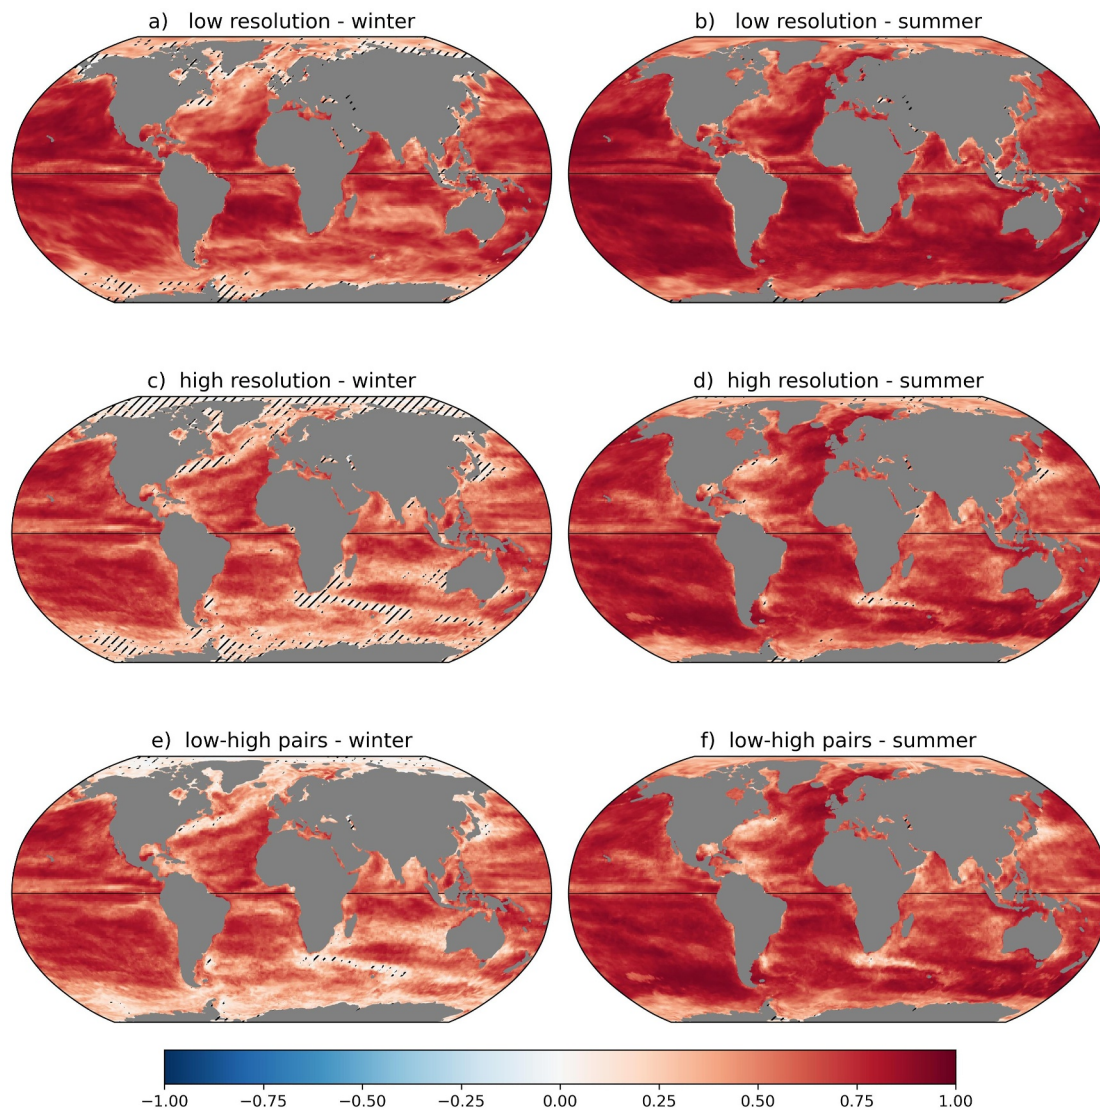 a) low resolution - winter
b) low resolution - summer
c) high resolution - winter
d) high resolution - summer
e) low-high pairs - winter
f) low-high pairs - summer
−1.00 −0.75 −0.50 −0.25 0.00 0.25 0.50 0.75 1.00